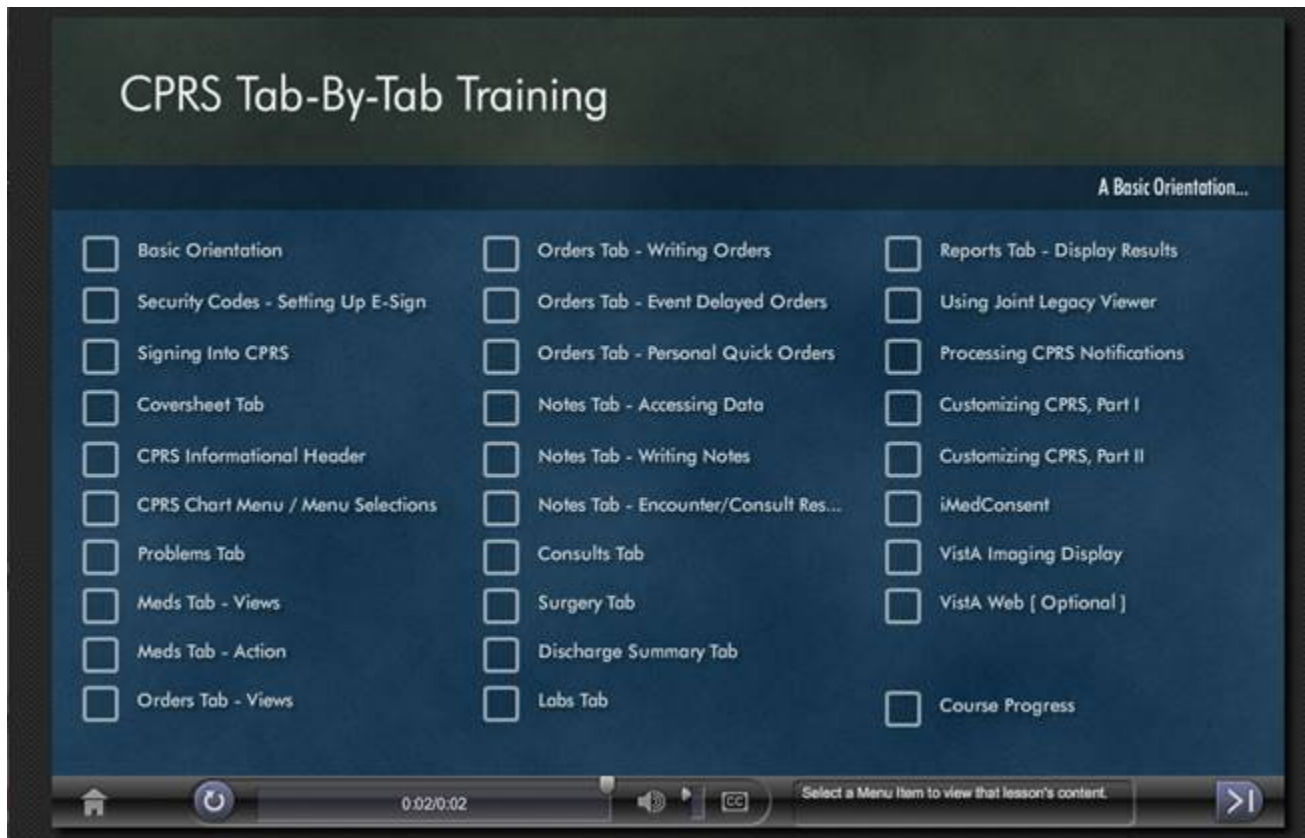 CPRS Tab-By-Tab Training
A Basic Orientation...
Basic Orientation
Security Codes - Setting Up E-Sign
Signing Into CPRS
Coversheet Tab
CPRS Informational Header
CPRS Chart Menu / Menu Selections
Problems Tab
Meds Tab - Views
Meds Tab - Action
Orders Tab - Views
Orders Tab - Writing Orders
Orders Tab - Event Delayed Orders
Orders Tab - Personal Quick Orders
Notes Tab - Accessing Data
Notes Tab - Writing Notes
Notes Tab - Encounter/Consult Res...
Consults Tab
Surgery Tab
Discharge Summary Tab
Labs Tab
Reports Tab - Display Results
Using Joint Legacy Viewer
Processing CPRS Notifications
Customizing CPRS, Part I
Customizing CPRS, Part II
iMedConsent
VistA Imaging Display
VistA Web [ Optional ]
Course Progress
0:02/0:02
CC
Select a Menu Item to view that lesson's content.